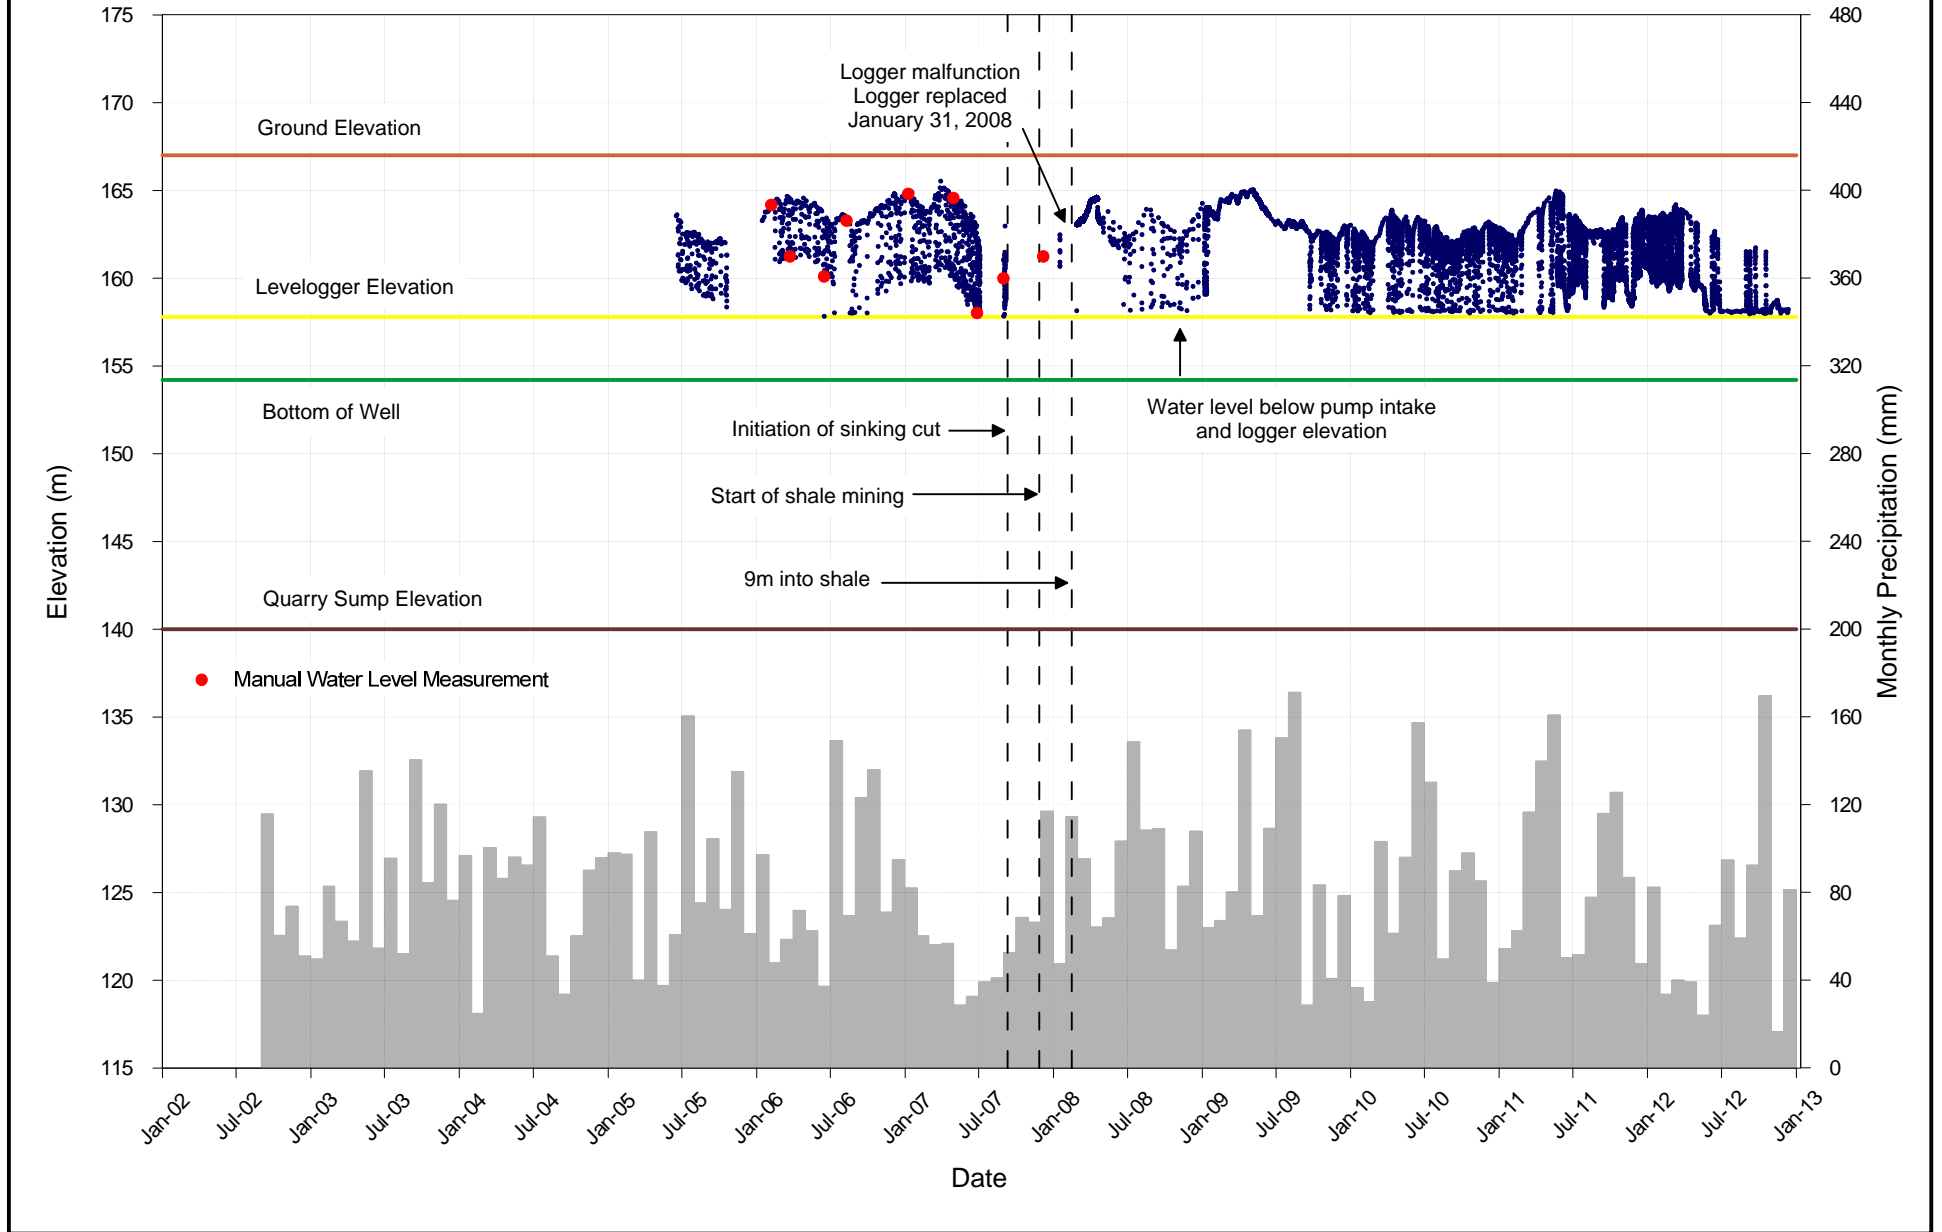 175
170
165
160
155
150
145
140
135
130
125
120
115
Elevation (m)
480
440
400
360
320
280
240
200
160
120
80
40
0
Monthly Precipitation (mm)
Logger malfunction
Logger replaced
January 31, 2008
Ground Elevation
Levelogger Elevation
Bottom of Well
Water level below pump intake
and logger elevation
Initiation of sinking cut
Start of shale mining
9m into shale
Quarry Sump Elevation
Manual Water Level Measurement
Jan-02
Jul-02
Jan-03
Jul-03
Jan-04
Jul-04
Jan-05
Jul-05
Jan-06
Jul-06
Jan-07
Jul-07
Jan-08
Jul-08
Jan-09
Jul-09
Jan-10
Jul-10
Jan-11
Jul-11
Jan-12
Jul-12
Jan-13
Date